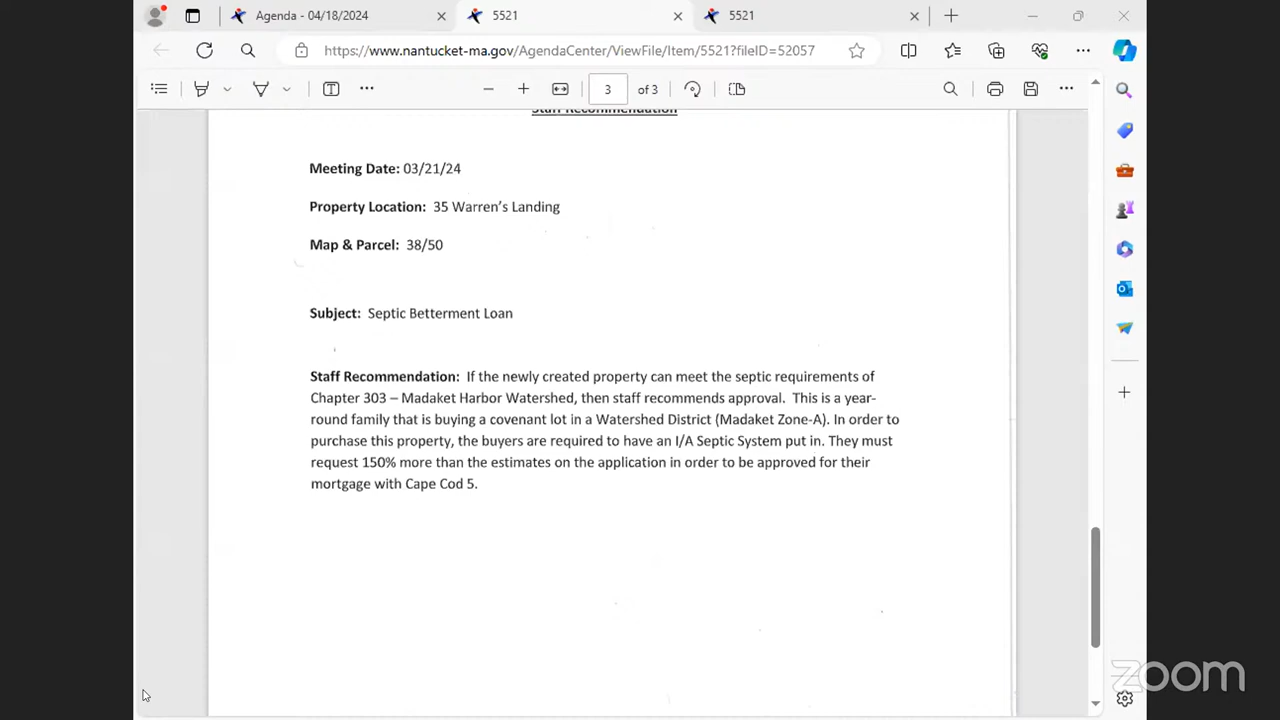 Agenda - 04/18/2024
5521
5521
https://www.nantucket-ma.gov/AgendaCenter/ViewFile/Item/5521?fileID=52057
3 of 3
Staff Recommendation
Meeting Date: 03/21/24
Property Location: 35 Warren’s Landing
Map & Parcel: 38/50
Subject: Septic Betterment Loan
Staff Recommendation: If the newly created property can meet the septic requirements of
Chapter 303 – Madaket Harbor Watershed, then staff recommends approval. This is a year-
round family that is buying a covenant lot in a Watershed District (Madaket Zone-A). In order to
purchase this property, the buyers are required to have an I/A Septic System put in. They must
request 150% more than the estimates on the application in order to be approved for their
mortgage with Cape Cod 5.
zoom